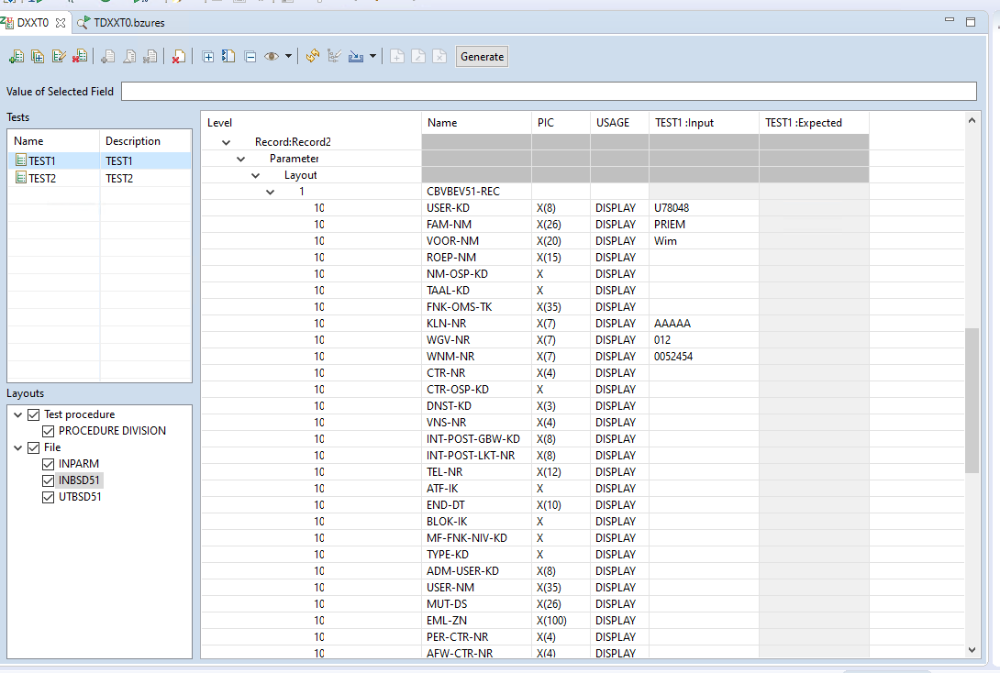 DXXT0 TDXXT0.bzures
Generate
Value of Selected Field
Tests
Name Description
TEST1 TEST1
TEST2 TEST2
Layouts
Test procedure
PROCEDURE DIVISION
File
INPARM
INBSD51
UTBSD51
Level Name PIC USAGE TEST1 :Input TEST1 :Expected
Record:Record2
Parameter
Layout
1 CBVBEV51-REC
10 USER-KD X(8) DISPLAY U78048
10 FAM-NM X(26) DISPLAY PRIEM
10 VOOR-NM X(20) DISPLAY Wim
10 ROEP-NM X(15) DISPLAY
10 NM-OSP-KD X DISPLAY
10 TAAL-KD X DISPLAY
10 FNK-OMS-TK X(35) DISPLAY
10 KLN-NR X(7) DISPLAY AAAAA
10 WGV-NR X(7) DISPLAY 012
10 WNM-NR X(7) DISPLAY 0052454
10 CTR-NR X(4) DISPLAY
10 CTR-OSP-KD X DISPLAY
10 DNST-KD X(3) DISPLAY
10 VNS-NR X(4) DISPLAY
10 INT-POST-GBW-KD X(8) DISPLAY
10 INT-POST-LKT-NR X(8) DISPLAY
10 TEL-NR X(12) DISPLAY
10 ATF-IK X DISPLAY
10 END-DT X(10) DISPLAY
10 BLOK-IK X DISPLAY
10 MF-FNK-NIV-KD X DISPLAY
10 TYPE-KD X DISPLAY
10 ADM-USER-KD X(8) DISPLAY
10 USER-NM X(35) DISPLAY
10 MUT-DS X(26) DISPLAY
10 EML-ZN X(100) DISPLAY
10 PER-CTR-NR X(4) DISPLAY
10 AFW-CTR-NR X(4) DISPLAY